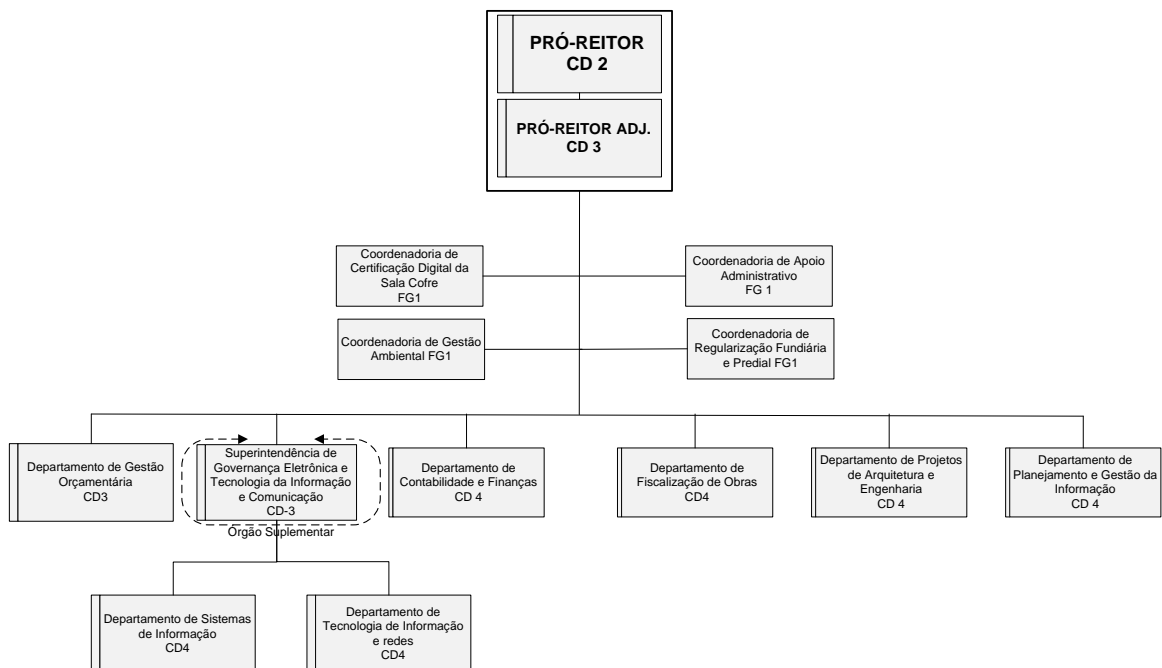 PRÓ-REITOR
CD 2
PRÓ-REITOR ADJ.
CD 3
Coordenadoria de
Certificação Digital da
Sala Cofre
FG1
Coordenadoria de Apoio
Administrativo
FG 1
Coordenadoria de Gestão
Ambiental FG1
Coordenadoria de
Regularização Fundiária
e Predial FG1
Departamento de Gestão
Orçamentária
CD3
Superintendência de
Governança Eletrônica e
Tecnologia da Informação
e Comunicação
CD-3
Órgão Suplementar
Departamento de
Contabilidade e Finanças
CD 4
Departamento de
Fiscalização de Obras
CD4
Departamento de Projetos
de Arquitetura e
Engenharia
CD 4
Departamento de
Planejamento e Gestão da
Informação
CD 4
Departamento de Sistemas
de Informação
CD4
Departamento de
Tecnologia de Informação
e redes
CD4